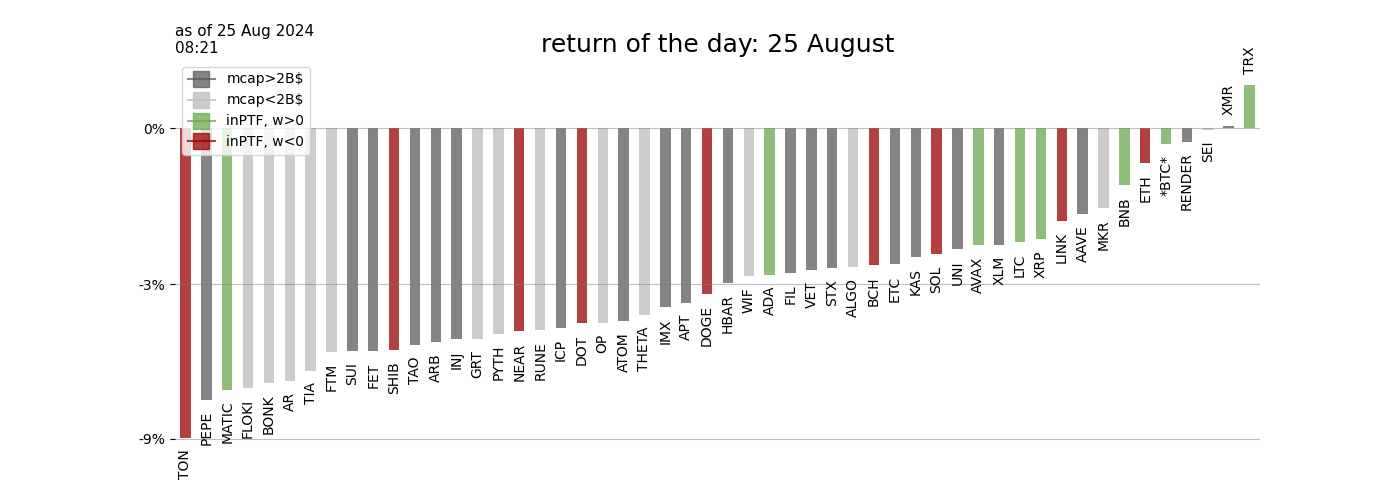 as of 25 Aug 2024
08:21
return of the day: 25 August
mcap>2B$
mcap<2B$
inPTF, w>0
inPTF, w<0
0%
-3%
-9%
TON
PEPE
MATIC
FLOKI
BONK
AR
TIA
FTM
SUI
FET
SHIB
TAO
ARB
INJ
GRT
PYTH
NEAR
RUNE
ICP
DOT
OP
ATOM
THETA
IMX
APT
DOGE
HBAR
WIF
ADA
FIL
VET
STX
ALGO
BCH
ETC
KAS
SOL
UNI
AVAX
XLM
LTC
XRP
LINK
AAVE
MKR
BNB
ETH
*BTC*
RENDER
SEI
XMR
TRX